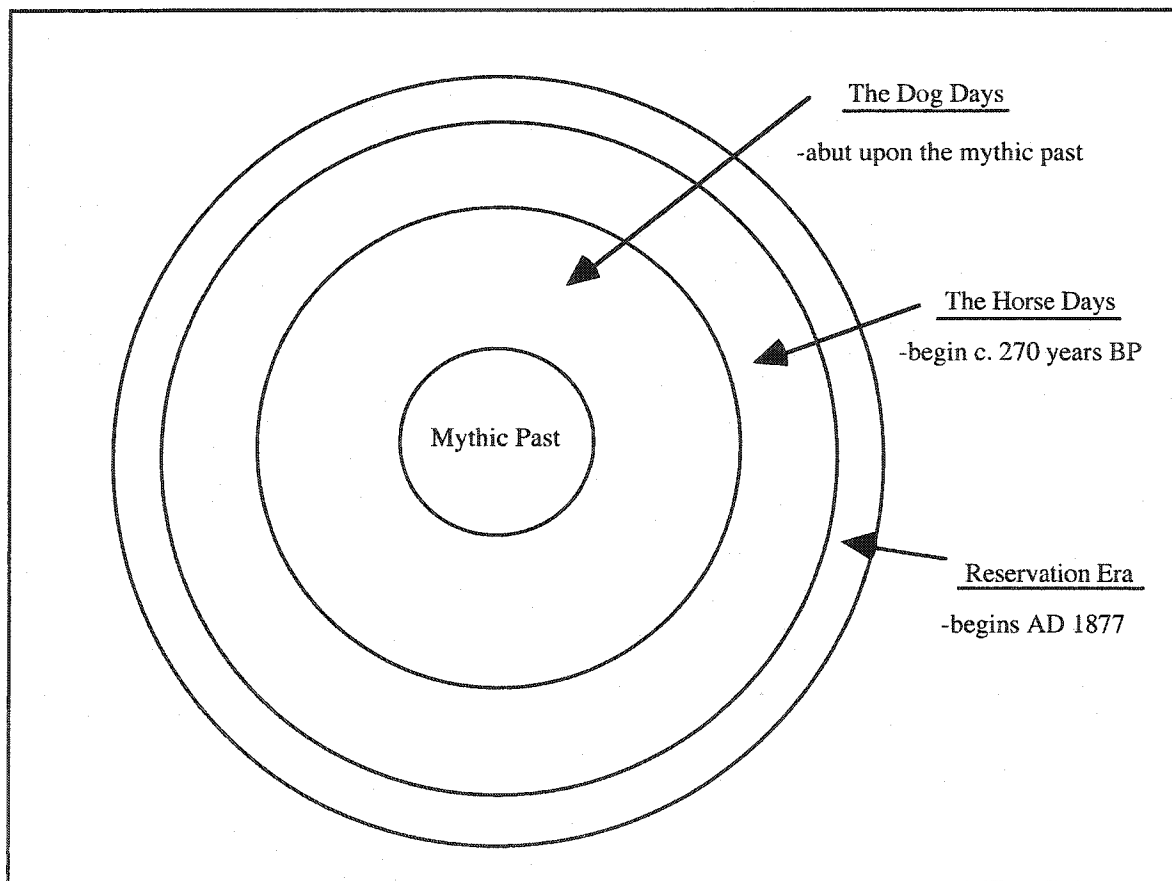 The Dog Days
-abut upon the mythic past
The Horse Days
-begin c. 270 years BP
Mythic Past
Reservation Era
-begins AD 1877